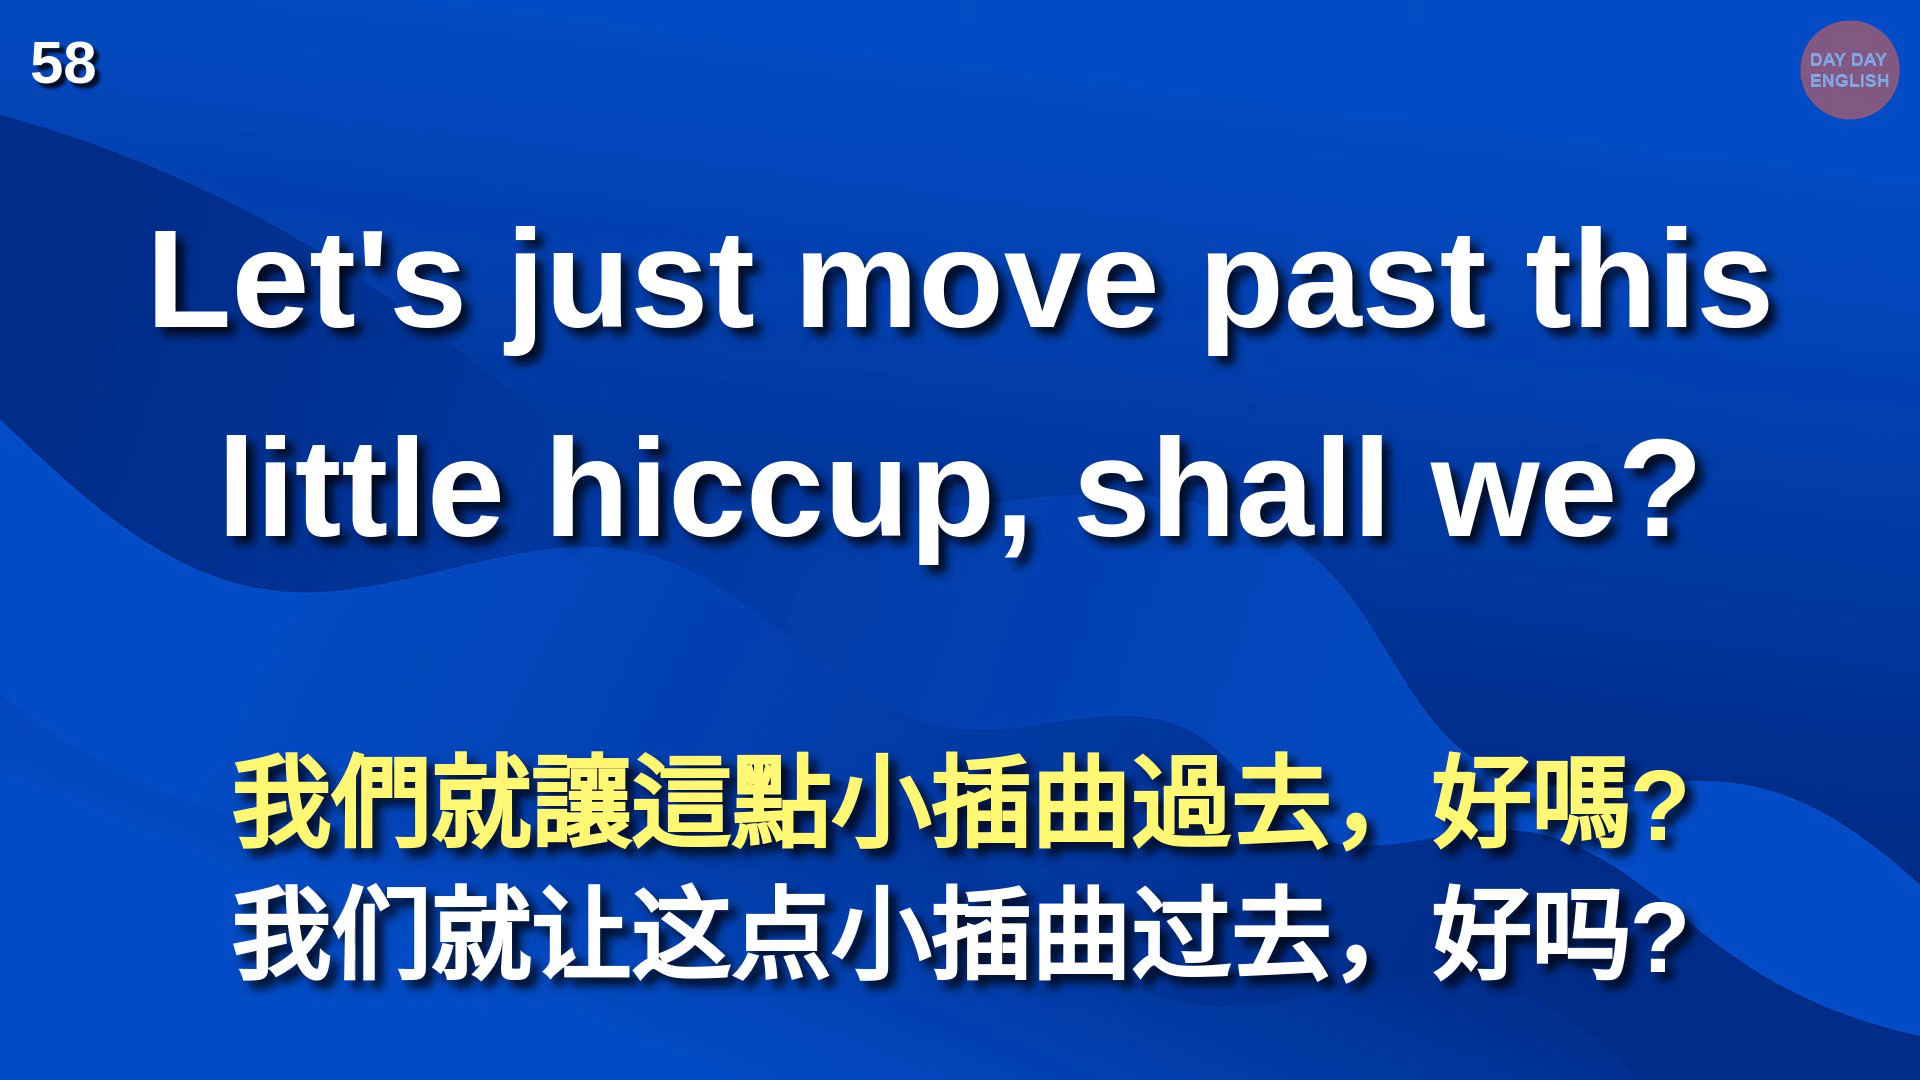 58
DAY DAY
ENGLISH
Let's just move past this
little hiccup, shall we?
我們就讓這點小插曲過去，好嗎?
我们就让这点小插曲过去，好吗?